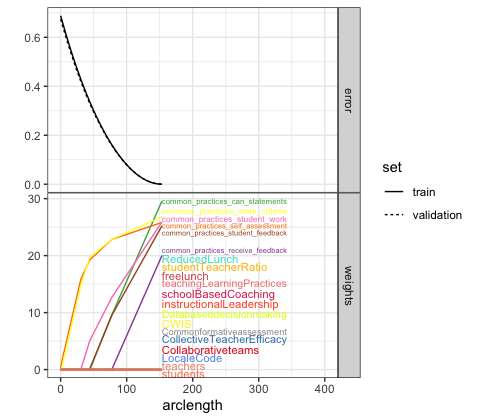 0.6
0.4
0.2
0.0
error
set
train
validation
30
20
10
0
weights
common_practices_can_statements
common_practices_student_work
common_practices_self_assessment
common_practices_student_feedback
common_practices_receive_feedback
ReducedLunch
studentTeacherRatio
freelunch
teachingLearningPractices
schoolBasedCoaching
instructionalLeadership
Databaseddecisionmaking
CWIS
Commonformativeassessment
CollectiveTeacherEfficacy
Collaborativeteams
LocaleCode
teachers
students
0 100 200 300 400
arclength